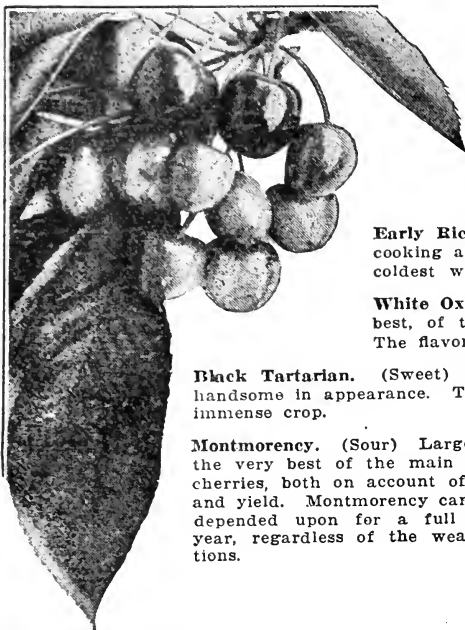 Early Ric
cooking a
coldest w
White Ox
best, of t
The flavor
Black Tartarian. (Sweet)
handsome in appearance. T
immense crop.
Montmorency. (Sour) Large
the very best of the main
cherries, both on account of
and yield. Montmorency can
depended upon for a full
year, regardless of the wea
tions.